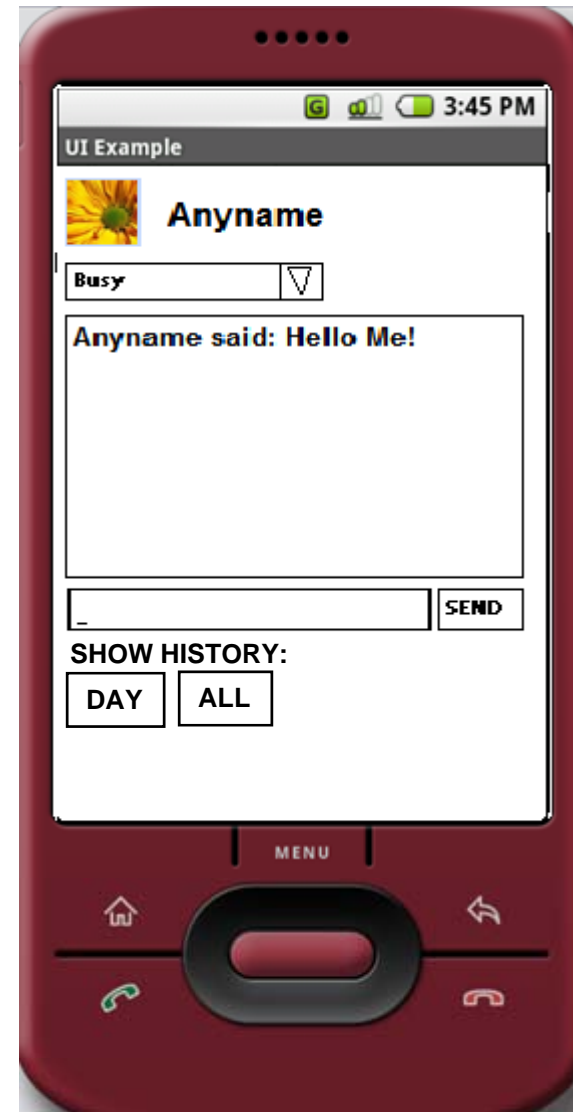 G 3:45 PM
UI Example
Anyname
Busy
Anyname said: Hello Me!
_ SEND
SHOW HISTORY:
DAY ALL
MENU